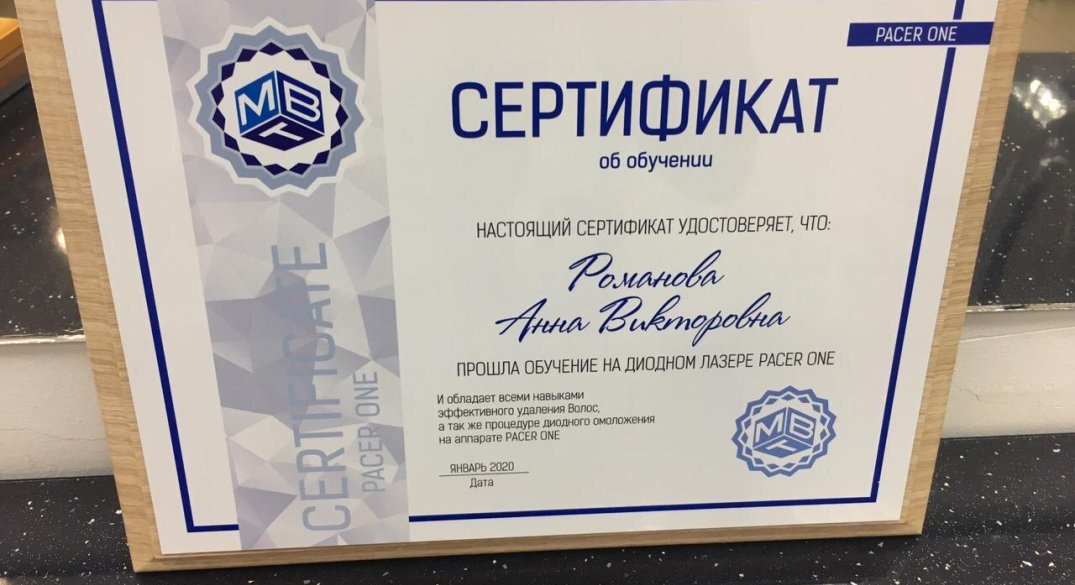 PACER ONE
МВТ
СЕРТИФИКАТ
об обучении
НАСТОЯЩИЙ СЕРТИФИКАТ УДОСТОВЕРЯЕТ, ЧТО:
Романова
Анна Викторовна
ПРОШЛА ОБУЧЕНИЕ НА ДИОДНОМ ЛАЗЕРЕ PACER ONE
И обладает всеми навыками
эффективного удаления Волос,
а так же процедуре диодного омоложения
на аппарате PACER ONE
ЯНВАРЬ 2020
Дата
МВТ
CERTIFICATE
PACER ONE